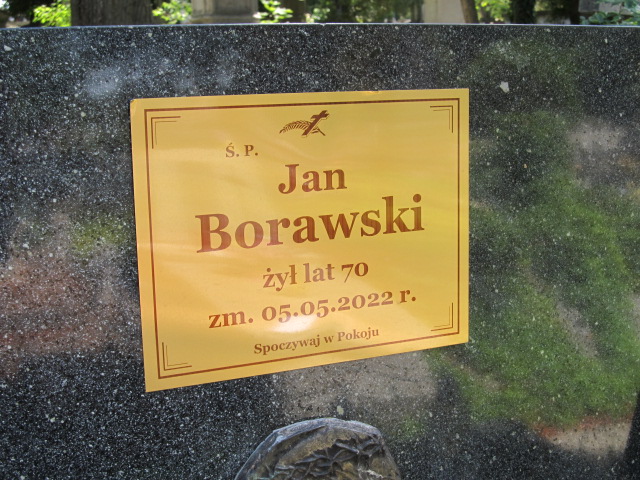 Ś. P.
Jan
Borawski
żył lat 70
zm. 05.05.2022 r.
Spoczywaj w Pokoju